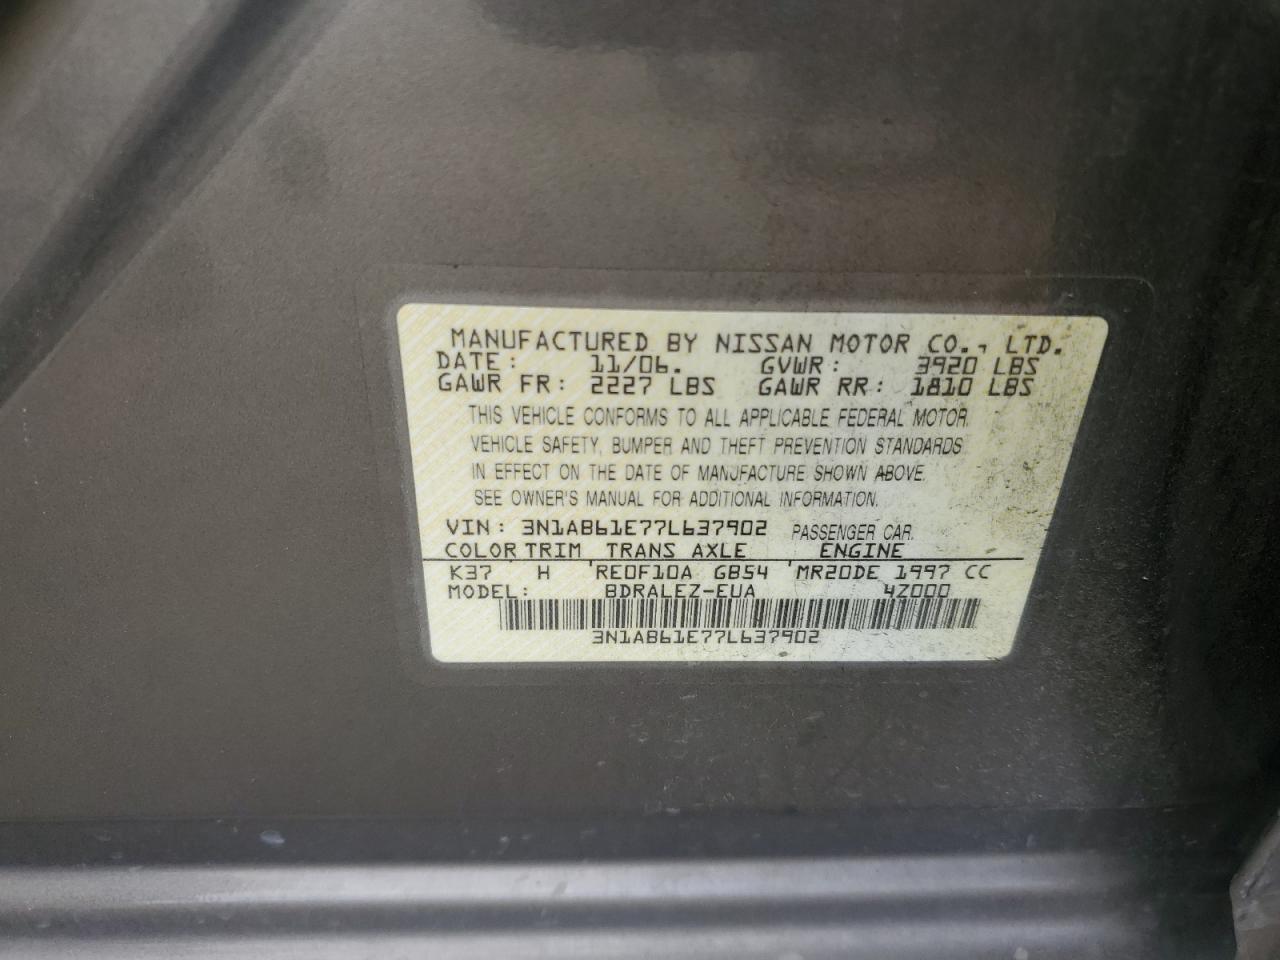 MANUFACTURED BY NISSAN MOTOR CO., LTD.
DATE: 11/06. GVWR: 3920 LBS
GAWR FR: 2227 LBS GAWR RR: 1810 LBS
THIS VEHICLE CONFORMS TO ALL APPLICABLE FEDERAL MOTOR
VEHICLE SAFETY, BUMPER AND THEFT PREVENTION STANDARDS
IN EFFECT ON THE DATE OF MANUFACTURE SHOWN ABOVE.
SEE OWNER'S MANUAL FOR ADDITIONAL INFORMATION.
VIN: 3N1AB61E77L637902 PASSENGER CAR.
COLOR TRIM TRANS AXLE ENGINE
K37 H RE0F10A GB54 MR20DE 1997 CC
MODEL: BDRALEZ-EUA 4Z000
3N1AB61E77L637902